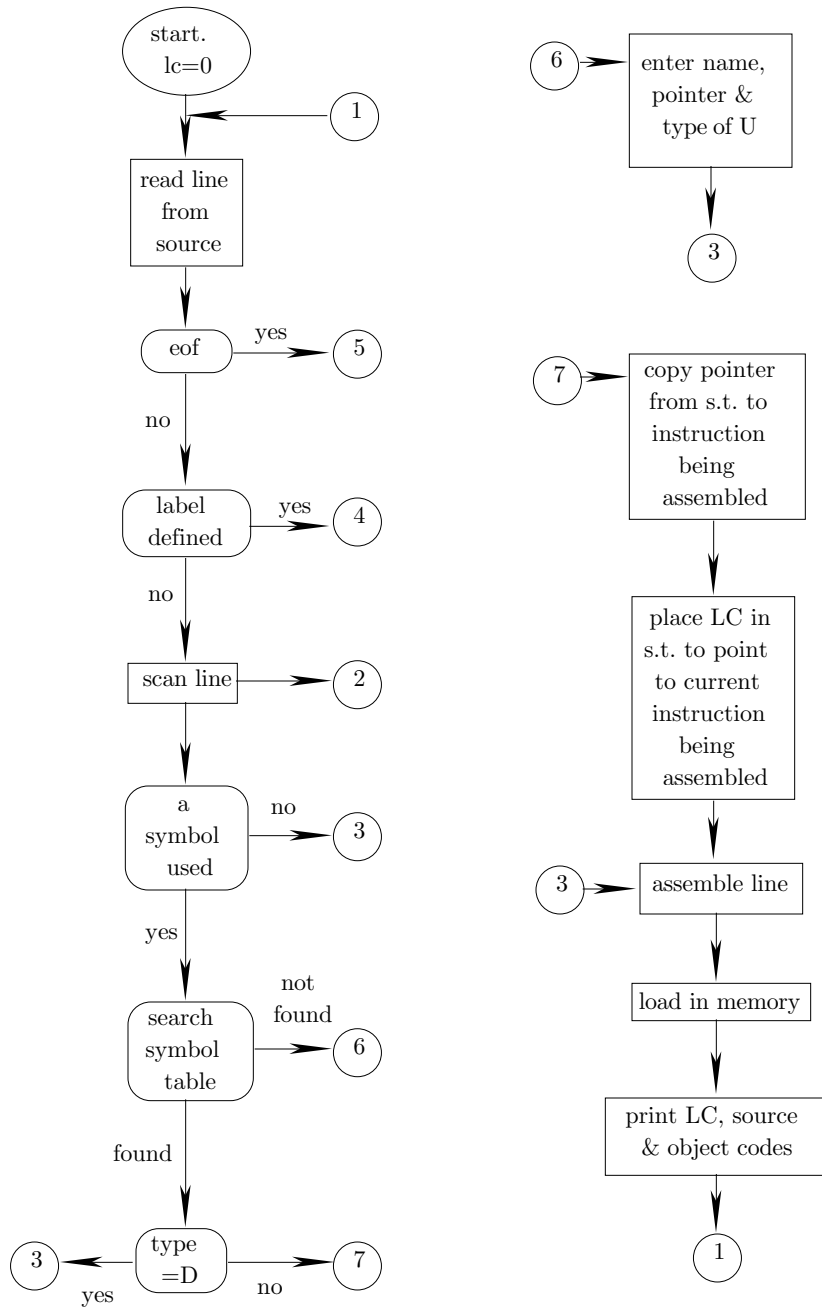 start.
lc=0
1
read line
from
source
eof
yes
5
no
label
defined
yes
4
no
scan line
2
a
symbol
used
no
3
yes
search
symbol
table
not
found
6
found
type
=D
3
yes
no
7
6
enter name,
pointer &
type of U
3
7
copy pointer
from s.t. to
instruction
being
assembled
place LC in
s.t. to point
to current
instruction
being
assembled
3
assemble line
load in memory
print LC, source
& object codes
1